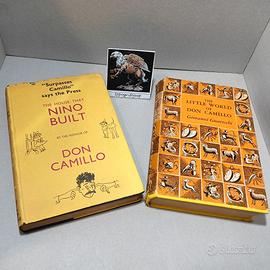 "Surpasses
Camillo"
says the Press
THE HOUSE THAT
NINO
BUILT
BY THE AUTHOR OF
DON
CAMILLO
THE
LITTLE WORLD
OF
DON CAMILLO
Giovanni Guareschi